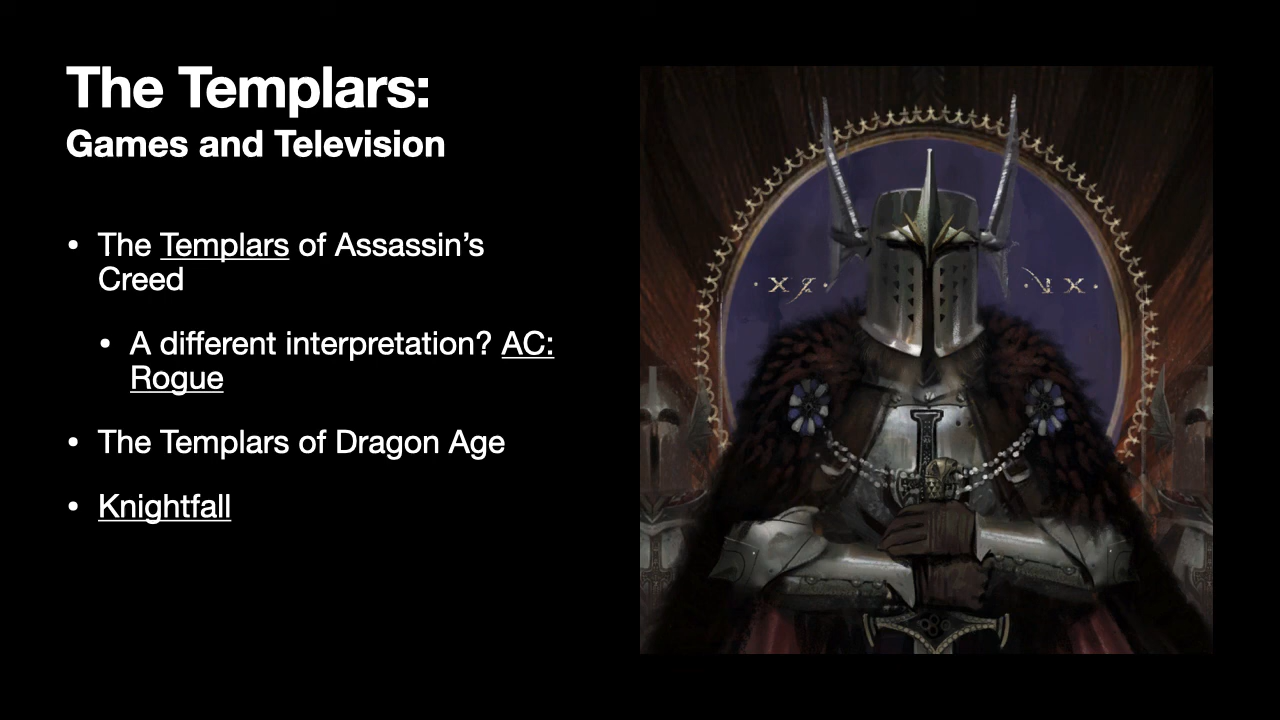 The Templars:
Games and Television
• The Templars of Assassin’s
Creed
• A different interpretation? AC:
Rogue
• The Templars of Dragon Age
• Knightfall